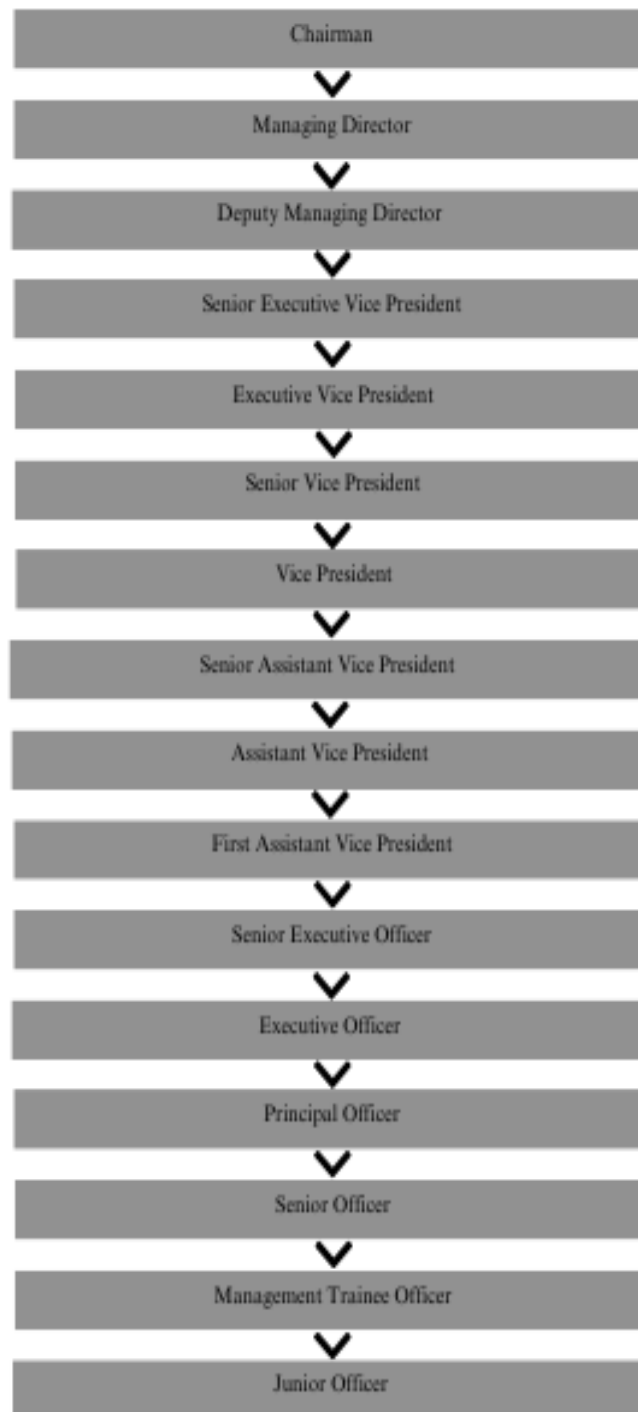 Chairman
Managing Director
Deputy Managing Director
Senior Executive Vice President
Executive Vice President
Senior Vice President
Vice President
Senior Assistant Vice President
Assistant Vice President
First Assistant Vice President
Senior Executive Officer
Executive Officer
Principal Officer
Senior Officer
Management Trainee Officer
Junior Officer